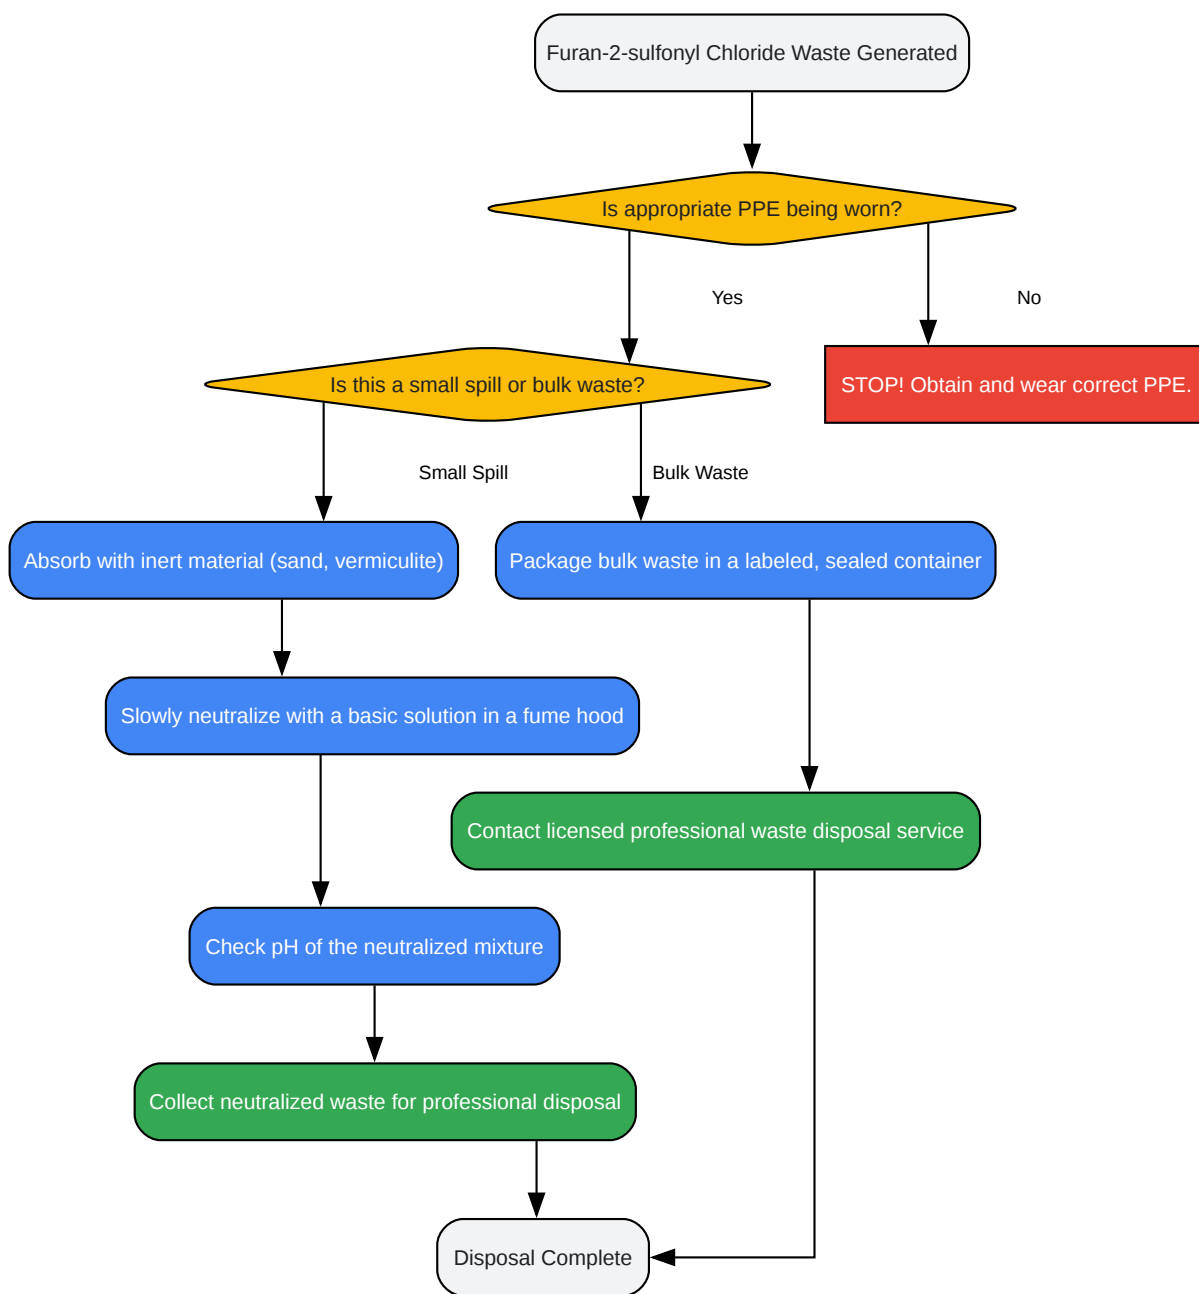 Furan-2-sulfonyl Chloride Waste Generated
Is appropriate PPE being worn?
Yes
No
Is this a small spill or bulk waste?
STOP! Obtain and wear correct PPE.
Small Spill
Bulk Waste
Absorb with inert material (sand, vermiculite)
Package bulk waste in a labeled, sealed container
Slowly neutralize with a basic solution in a fume hood
Contact licensed professional waste disposal service
Check pH of the neutralized mixture
Collect neutralized waste for professional disposal
Disposal Complete